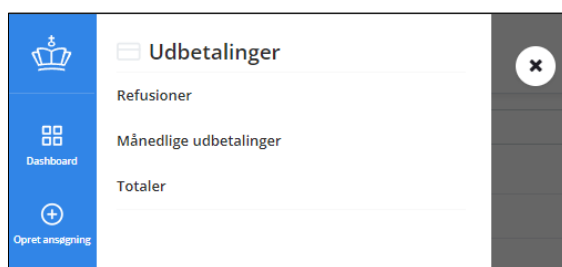 Udbetalinger
Refusioner
Månedlige udbetalinger
Totaler
Dashboard
Opret ansøgning